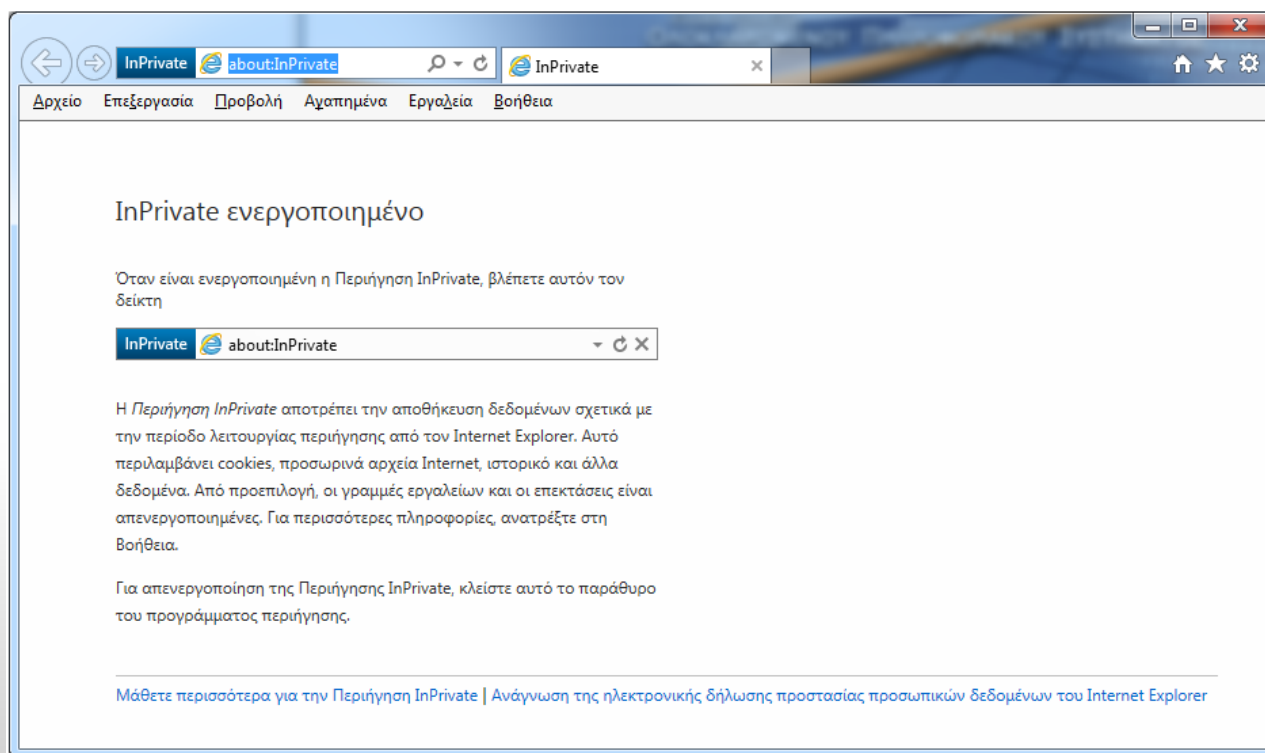 InPrivate about:InPrivate InPrivate
Αρχείο Επεξεργασία Προβολή Αγαπημένα Εργαλεία Βοήθεια
InPrivate ενεργοποιημένο
Όταν είναι ενεργοποιημένη η Περιήγηση InPrivate, βλέπετε αυτόν τον
δείκτη
InPrivate about:InPrivate
Η Περιήγηση InPrivate αποτρέπει την αποθήκευση δεδομένων σχετικά με
την περίοδο λειτουργίας περιήγησης από τον Internet Explorer. Αυτό
περιλαμβάνει cookies, προσωρινά αρχεία Internet, ιστορικό και άλλα
δεδομένα. Από προεπιλογή, οι γραμμές εργαλείων και οι επεκτάσεις είναι
απενεργοποιημένες. Για περισσότερες πληροφορίες, ανατρέξτε στη
Βοήθεια.
Για απενεργοποίηση της Περιήγησης InPrivate, κλείστε αυτό το παράθυρο
του προγράμματος περιήγησης.
Μάθετε περισσότερα για την Περιήγηση InPrivate | Ανάγνωση της ηλεκτρονικής δήλωσης προστασίας προσωπικών δεδομένων του Internet Explorer